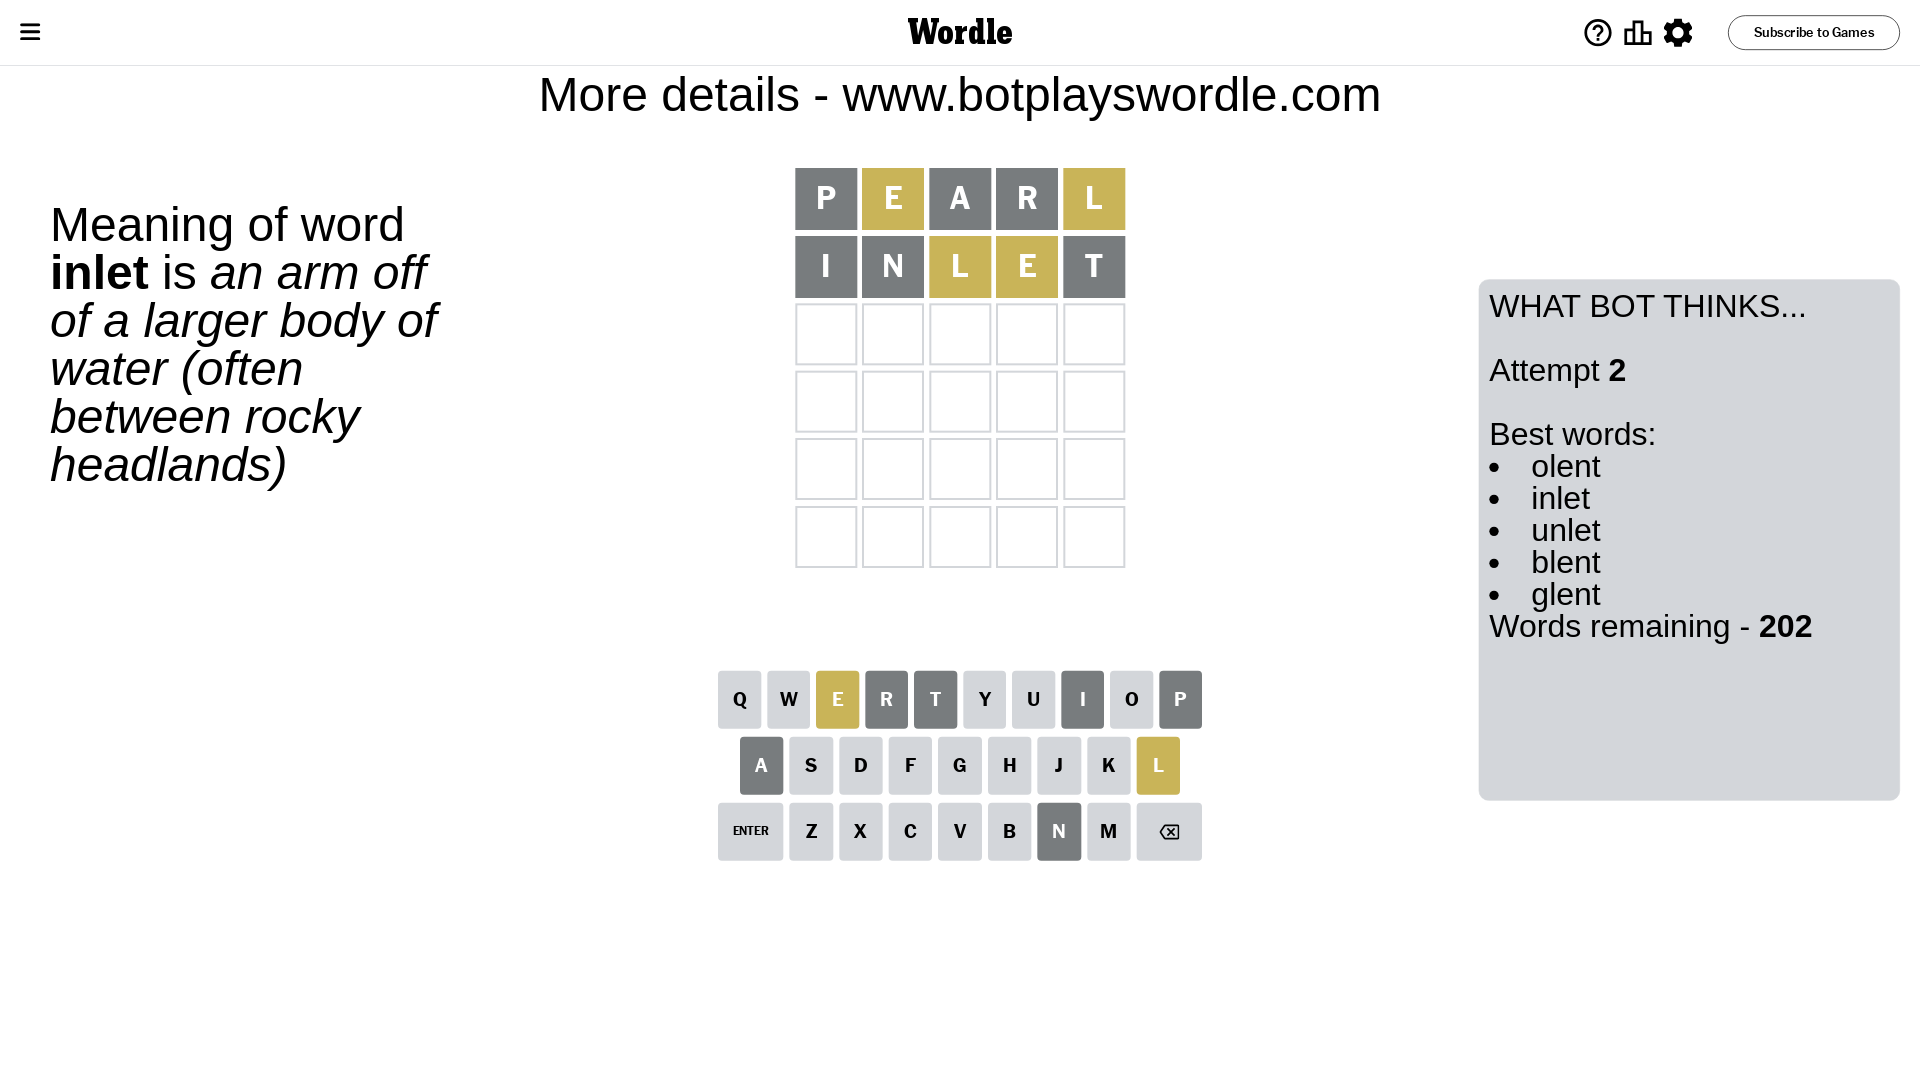 Wordle
Subscribe to Games
More details - www.botplayswordle.com
Meaning of word
inlet is an arm off
of a larger body of
water (often
between rocky
headlands)
P E A R L
I N L E T
WHAT BOT THINKS...
Attempt 2
Best words:
• olent
• inlet
• unlet
• blent
• glent
Words remaining - 202
Q W E R T Y U I O P
A S D F G H J K L
ENTER Z X C V B N M